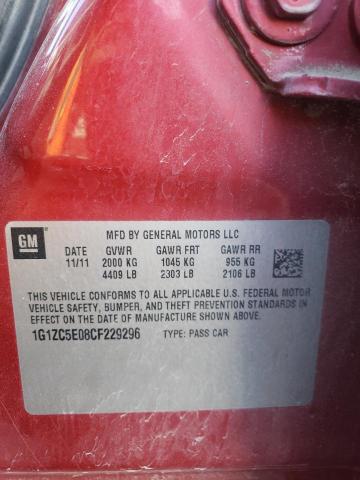 GM
MFD BY GENERAL MOTORS LLC
DATE GVWR GAWR FRT GAWR RR
11/11 2000 KG 1045 KG 955 KG
4409 LB 2303 LB 2106 LB
THIS VEHICLE CONFORMS TO ALL APPLICABLE U.S. FEDERAL MOTOR
VEHICLE SAFETY, BUMPER, AND THEFT PREVENTION STANDARDS IN
EFFECT ON THE DATE OF MANUFACTURE SHOWN ABOVE.
1G1ZC5E08CF229296 TYPE: PASS CAR